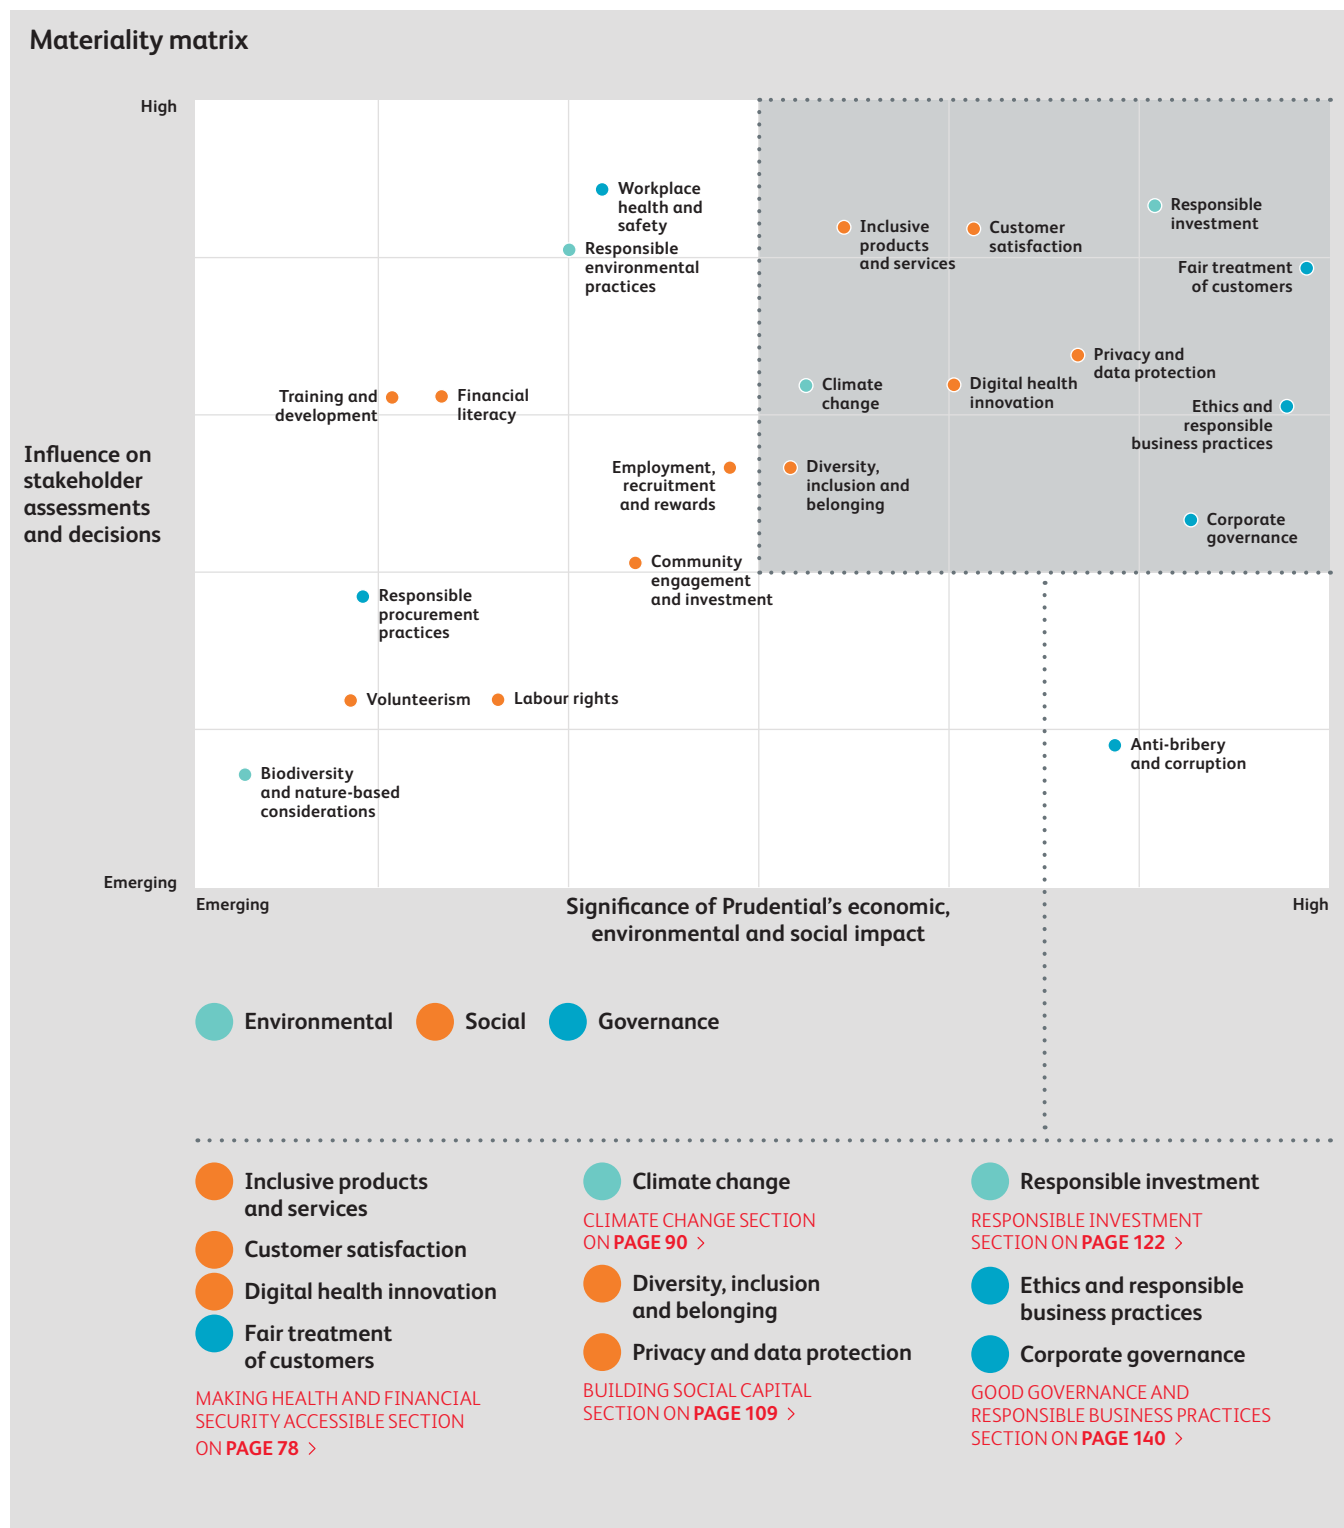 Materiality matrix
High
Workplace
health and
safety
Responsible
environmental
practices
Inclusive
products
and services
Customer
satisfaction
Responsible
investment
Fair treatment
of customers
Privacy and
data protection
Training and
development
Financial
literacy
Climate
change
Digital health
innovation
Ethics and
responsible
business practices
Influence on
stakeholder
assessments
and decisions
Employment,
recruitment
and rewards
Diversity,
inclusion and
belonging
Corporate
governance
Community
engagement
and investment
Responsible
procurement
practices
Volunteerism
Labour rights
Anti-bribery
and corruption
Biodiversity
and nature-based
considerations
Emerging
Emerging
Significance of Prudential’s economic,
environmental and social impact
High
Environmental
Social
Governance
Inclusive products
and services
Customer satisfaction
Digital health innovation
Fair treatment
of customers
MAKING HEALTH AND FINANCIAL
SECURITY ACCESSIBLE SECTION
ON PAGE 78 >
Climate change
CLIMATE CHANGE SECTION
ON PAGE 90 >
Diversity, inclusion
and belonging
Privacy and data protection
BUILDING SOCIAL CAPITAL
SECTION ON PAGE 109 >
Responsible investment
RESPONSIBLE INVESTMENT
SECTION ON PAGE 122 >
Ethics and responsible
business practices
Corporate governance
GOOD GOVERNANCE AND
RESPONSIBLE BUSINESS PRACTICES
SECTION ON PAGE 140 >